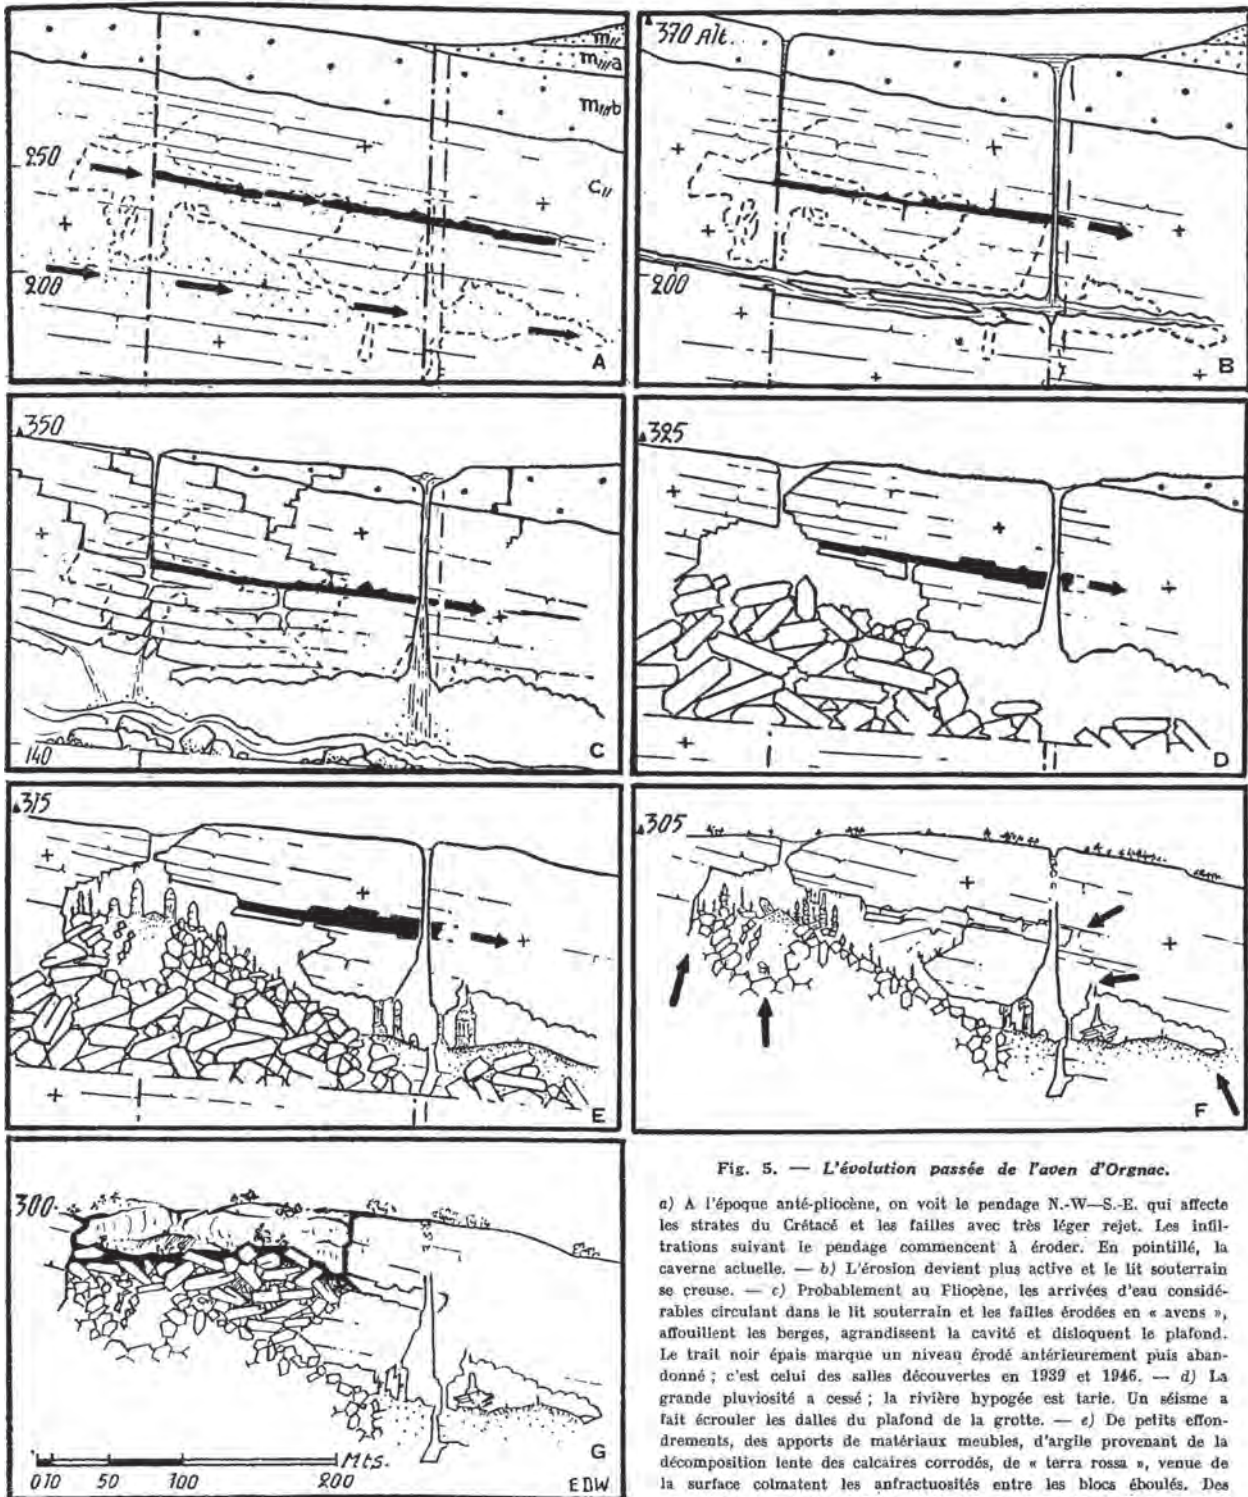 m₁₁
m₁₁₁a
m₁₁₁b
250
C₁₁
200
A
370 Alt.
200
B
350
140
C
325
D
315
E
305
F
300
010 50 100 200 Mts.
EDW
G
Fig. 5. — L'évolution passée de l'aven d'Orgnac.
a) A l'époque anté-pliocène, on voit le pendage N.-W—S.-E. qui affecte
les strates du Crétacé et les failles avec très léger rejet. Les infil-
trations suivant le pendage commencent à éroder. En pointillé, la
caverne actuelle. — b) L'érosion devient plus active et le lit souterrain
se creuse. — c) Probablement au Pliocène, les arrivées d'eau considé-
rables circulant dans le lit souterrain et les failles érodées en « avens »,
affouillent les berges, agrandissent la cavité et disloquent le plafond.
Le trait noir épais marque un niveau érodé antérieurement puis aban-
donné ; c'est celui des salles découvertes en 1939 et 1946. — d) La
grande pluviosité a cessé ; la rivière hypogée est tarie. Un séisme a
fait écrouler les dalles du plafond de la grotte. — e) De petits effon-
drements, des apports de matériaux meubles, d'argile provenant de la
décomposition lente des calcaires corrodés, de « terra rossa », venue de
la surface colmatent les anfractuosités entre les blocs éboulés. Des